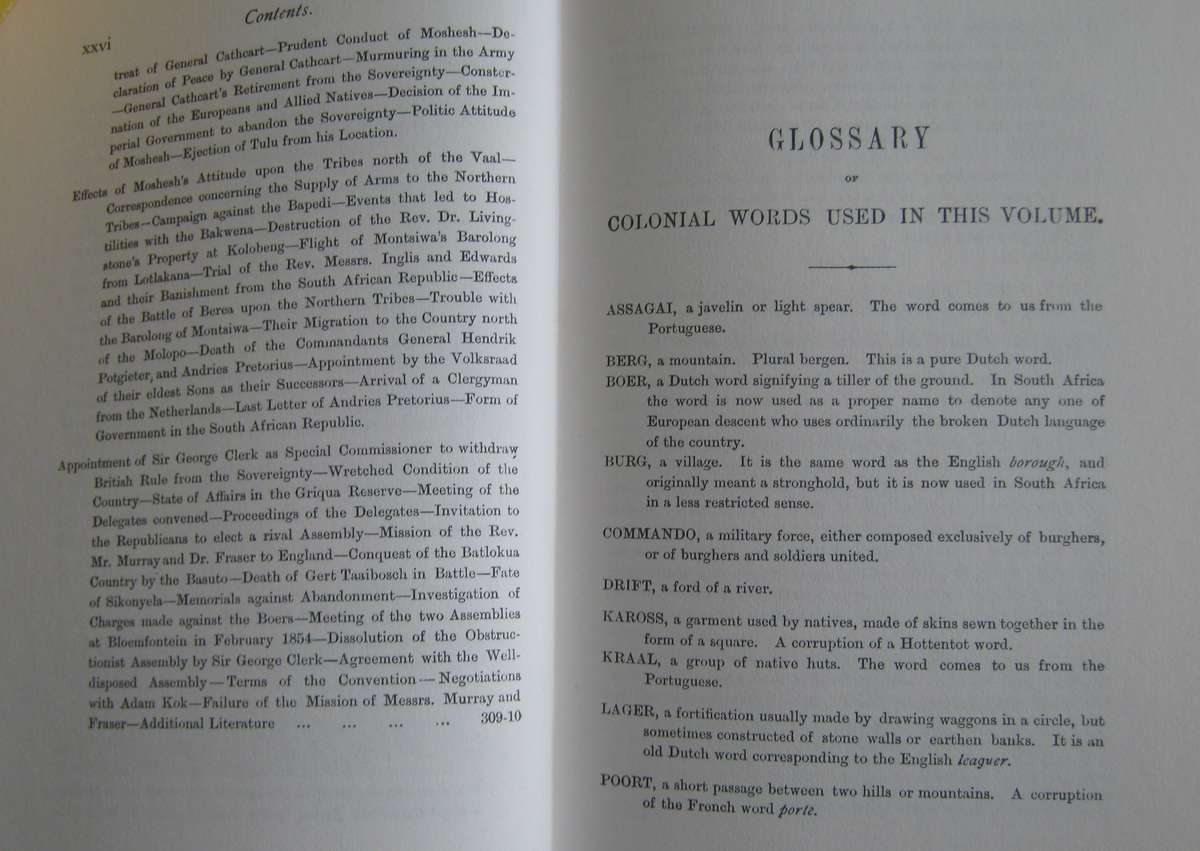 xxvi
Contents.
treat of General Cathcart—Prudent Conduct of Moshesh—De-
claration of Peace by General Cathcart—Murmuring in the Army
—General Cathcart's Retirement from the Sovereignty—Conster-
nation of the Europeans and Allied Natives—Decision of the Im-
perial Government to abandon the Sovereignty—Politic Attitude
of Moshesh—Ejection of Tulu from his Location.
Effects of Moshesh's Attitude upon the Tribes north of the Vaal—
Correspondence concerning the Supply of Arms to the Northern
Tribes—Campaign against the Bapedi—Events that led to Hos-
tilities with the Bakwena—Destruction of the Rev. Dr. Living-
stone's Property at Kolobeng—Flight of Montsiwa's Barolong
from Lotlakana—Trial of the Rev. Messrs. Inglis and Edwards
and their Banishment from the South African Republic—Effects
of the Battle of Berea upon the Northern Tribes—Trouble with
the Barolong of Montsiwa—Their Migration to the Country north
of the Molopo—Death of the Commandants General Hendrik
Potgieter, and Andries Pretorius—Appointment by the Volksraad
of their eldest Sons as their Successors—Arrival of a Clergyman
from the Netherlands—Last Letter of Andries Pretorius—Form of
Government in the South African Republic.
Appointment of Sir George Clerk as Special Commissioner to withdraw
British Rule from the Sovereignty—Wretched Condition of the
Country—State of Affairs in the Griqua Reserve—Meeting of the
Delegates convened—Proceedings of the Delegates—Invitation to
the Republicans to elect a rival Assembly—Mission of the Rev.
Mr. Murray and Dr. Fraser to England—Conquest of the Batlokua
Country by the Basuto—Death of Gert Taaibosch in Battle—Fate
of Sikonyela—Memorials against Abandonment—Investigation of
Charges made against the Boers—Meeting of the two Assemblies
at Bloemfontein in February 1854—Dissolution of the Obstruc-
tionist Assembly by Sir George Clerk—Agreement with the Well-
disposed Assembly—Terms of the Convention—Negotiations
with Adam Kok—Failure of the Mission of Messrs. Murray and
Fraser—Additional Literature ... ... ... ... 309-10
GLOSSARY
OF
COLONIAL WORDS USED IN THIS VOLUME.
ASSAGAI, a javelin or light spear. The word comes to us from the
Portuguese.
BERG, a mountain. Plural bergen. This is a pure Dutch word.
BOER, a Dutch word signifying a tiller of the ground. In South Africa
the word is now used as a proper name to denote any one of
European descent who uses ordinarily the broken Dutch language
of the country.
BURG, a village. It is the same word as the English borough, and
originally meant a stronghold, but it is now used in South Africa
in a less restricted sense.
COMMANDO, a military force, either composed exclusively of burghers,
or of burghers and soldiers united.
DRIFT, a ford of a river.
KAROSS, a garment used by natives, made of skins sewn together in the
form of a square. A corruption of a Hottentot word.
KRAAL, a group of native huts. The word comes to us from the
Portuguese.
LAGER, a fortification usually made by drawing waggons in a circle, but
sometimes constructed of stone walls or earthen banks. It is an
old Dutch word corresponding to the English leaguer.
POORT, a short passage between two hills or mountains. A corruption
of the French word porte.